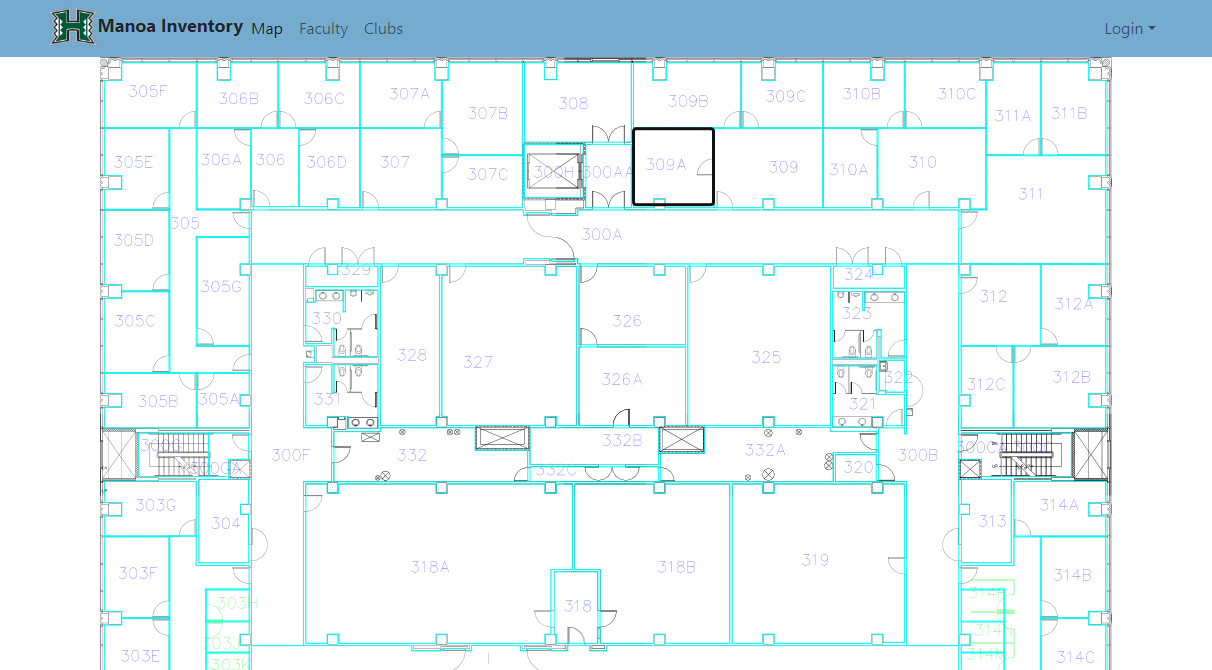 H Manoa Inventory Map Faculty Clubs Login
305F 306B 306C 307A 307B 308 309B 309C 310B 310C 311A 311B
305E 306A 306 306D 307 307C 300H 300AA 309A 309 310A 310 311
305D 305 300A
305G 329 324
305C 330 328 327 326 325 323 312 312A
326A
305B 305A 331 321 322 312C 312B
300G 300GA 300F 332 332C 332B 332A 320 300B 300CA
303G 304 313 314A
303F 318A 318B 319 314B
303H 318
303J 314N
303E 303K 314M 314C